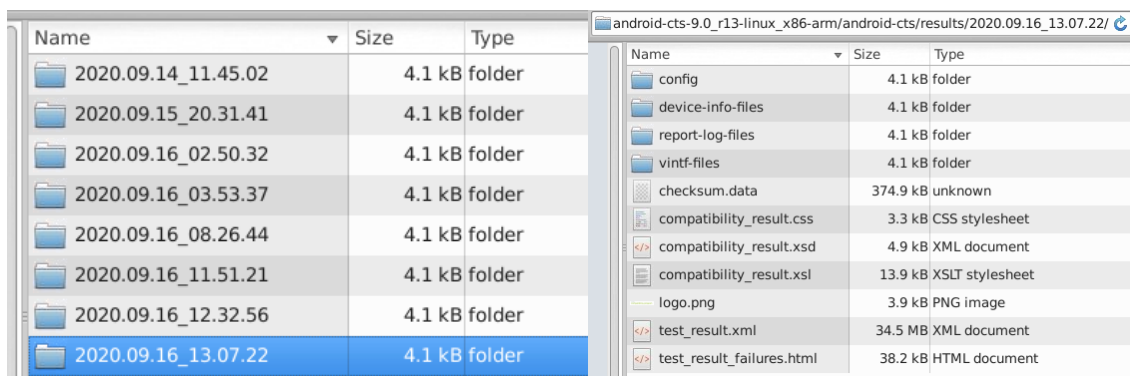 Name Size Type
2020.09.14_11.45.02 4.1 kB folder
2020.09.15_20.31.41 4.1 kB folder
2020.09.16_02.50.32 4.1 kB folder
2020.09.16_03.53.37 4.1 kB folder
2020.09.16_08.26.44 4.1 kB folder
2020.09.16_11.51.21 4.1 kB folder
2020.09.16_12.32.56 4.1 kB folder
2020.09.16_13.07.22 4.1 kB folder
android-cts-9.0_r13-linux_x86-arm/android-cts/results/2020.09.16_13.07.22/
Name Size Type
config 4.1 kB folder
device-info-files 4.1 kB folder
report-log-files 4.1 kB folder
vintf-files 4.1 kB folder
checksum.data 374.9 kB unknown
compatibility_result.css 3.3 kB CSS stylesheet
compatibility_result.xsd 4.9 kB XML document
compatibility_result.xsl 13.9 kB XSLT stylesheet
logo.png 3.9 kB PNG image
test_result.xml 34.5 MB XML document
test_result_failures.html 38.2 kB HTML document